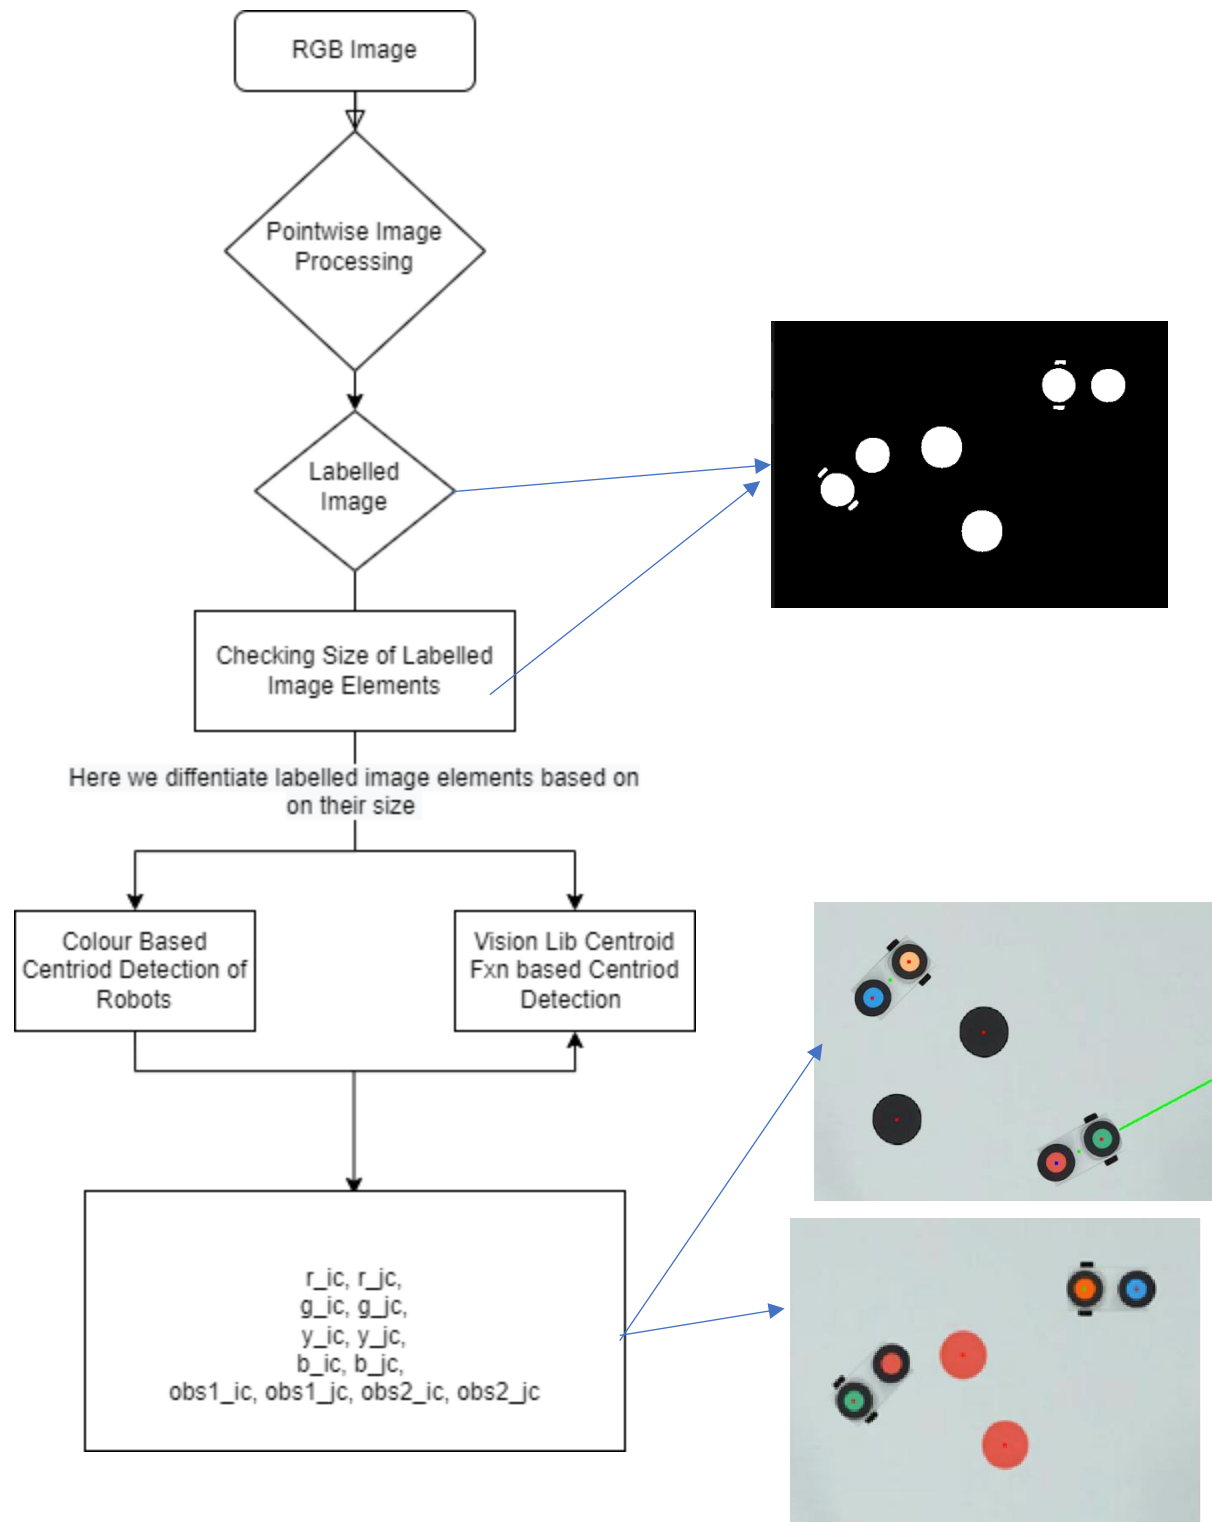 RGB Image
Pointwise Image
Processing
Labelled
Image
Checking Size of Labelled
Image Elements
Here we diffentiate labelled image elements based on
on their size
Colour Based
Centriod Detection of
Robots
Vision Lib Centroid
Fxn based Centriod
Detection
r_ic, r_jc,
g_ic, g_jc,
y_ic, y_jc,
b_ic, b_jc,
obs1_ic, obs1_jc, obs2_ic, obs2_jc